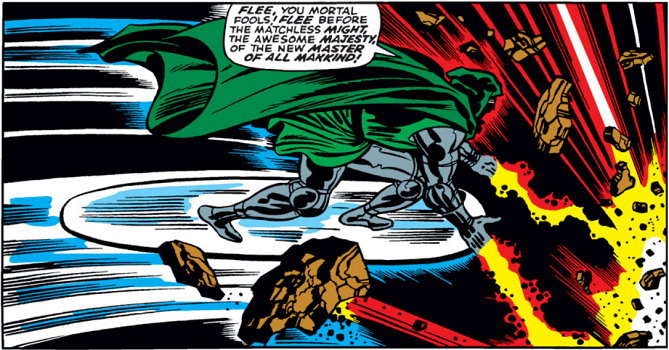 FLEE, YOU MORTAL
FOOLS! FLEE BEFORE
THE MATCHLESS MIGHT,
THE AWESOME MAJESTY,
OF THE NEW MASTER
OF ALL MANKIND!